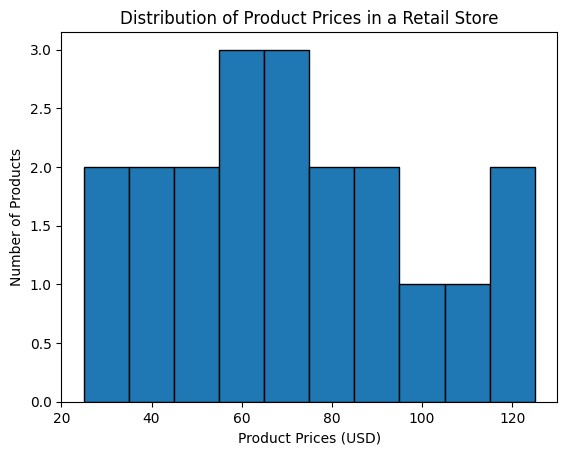 Distribution of Product Prices in a Retail Store
3.0
2.5
2.0
1.5
1.0
0.5
0.0
Number of Products
20 40 60 80 100 120
Product Prices (USD)